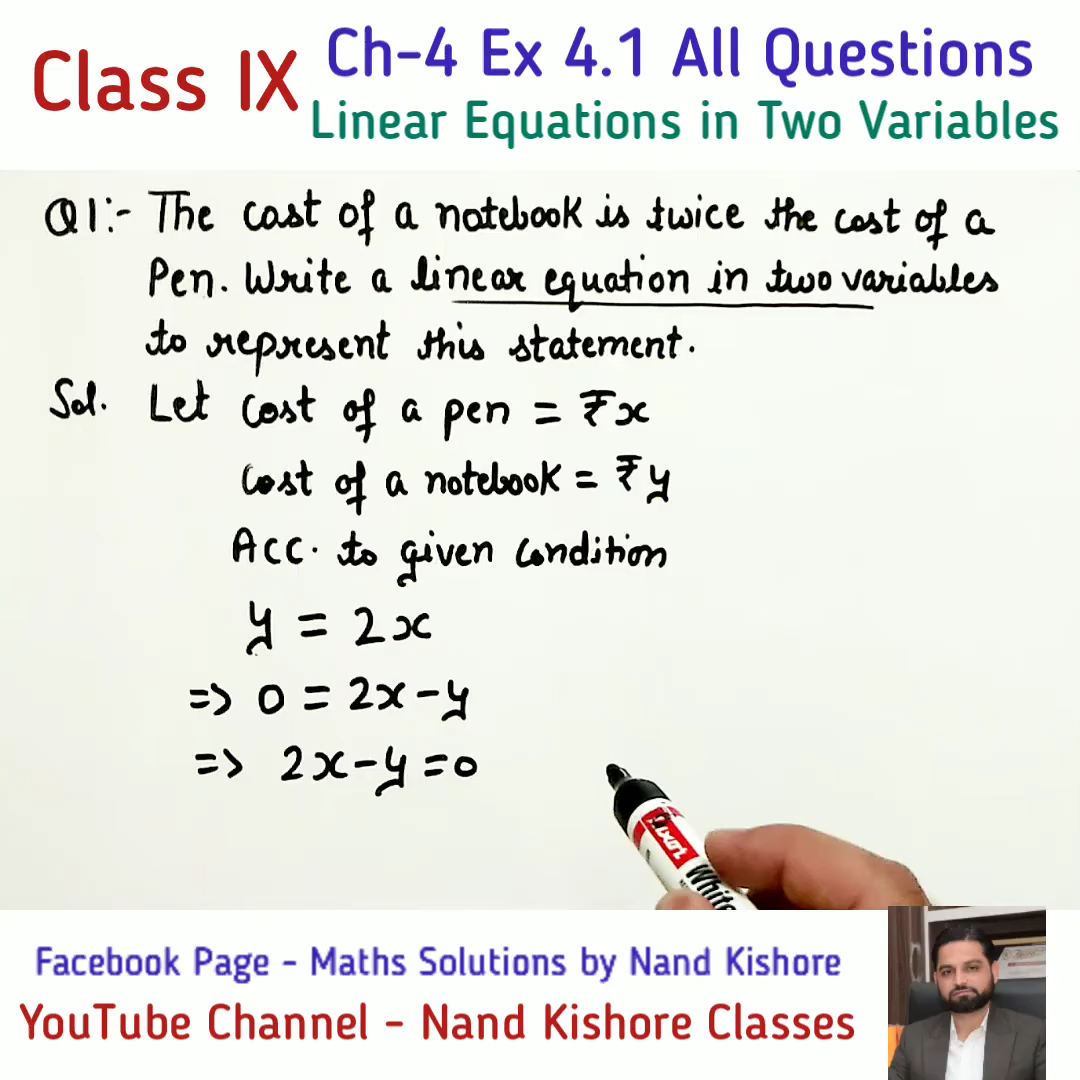 Class IX
Ch-4 Ex 4.1 All Questions
Linear Equations in Two Variables
Q1:- The cost of a notebook is twice the cost of a
Pen. Write a linear equation in two variables
to represent this statement.
Sol. Let cost of a pen = ₹x
Cost of a notebook = ₹y
Acc. to given condition
y = 2x
=> 0 = 2x-y
=> 2x-y=0
White
Facebook Page - Maths Solutions by Nand Kishore
YouTube Channel - Nand Kishore Classes